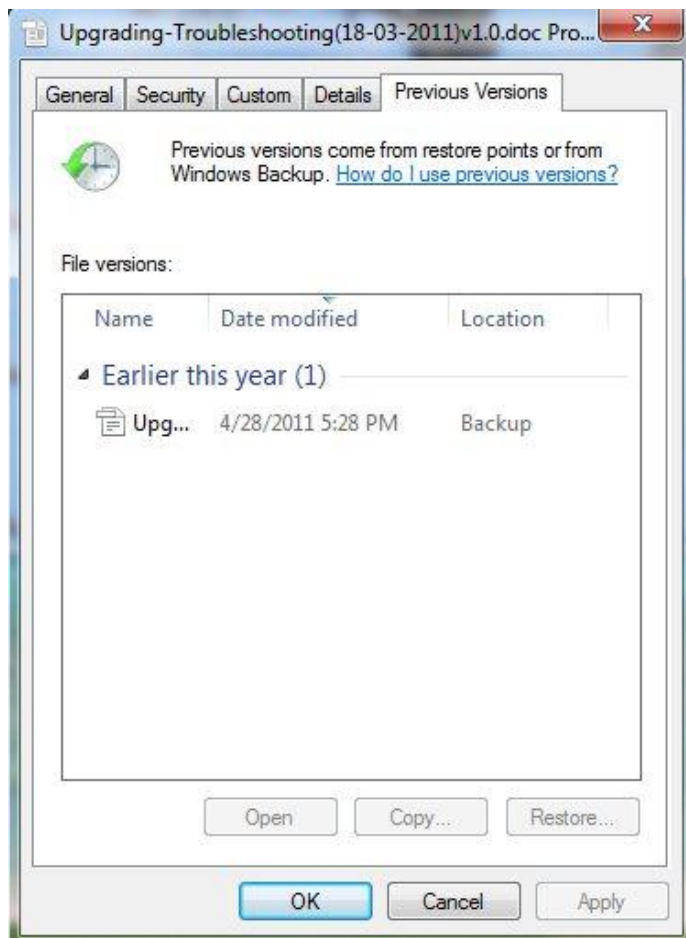 Upgrading-Troubleshooting(18-03-2011)v1.0.doc Pro...
General Security Custom Details Previous Versions
Previous versions come from restore points or from
Windows Backup. How do I use previous versions?
File versions:
Name Date modified Location
Earlier this year (1)
Upg... 4/28/2011 5:28 PM Backup
Open Copy... Restore...
OK Cancel Apply